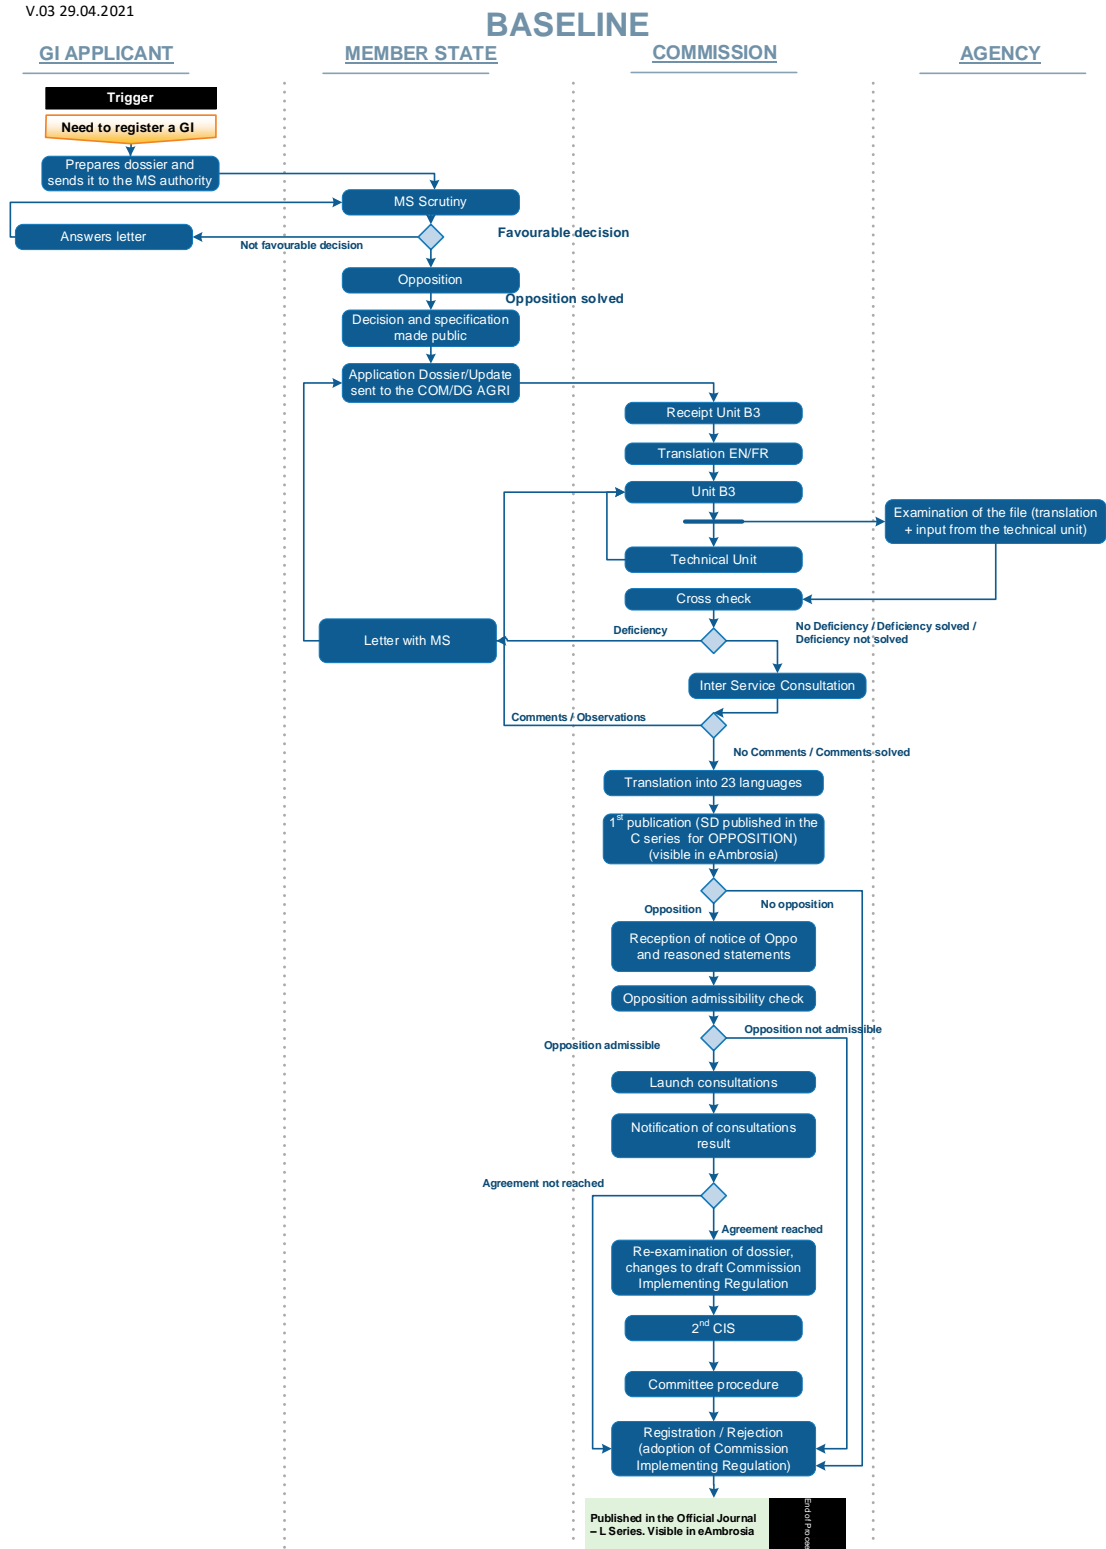 V.03 29.04.2021
BASELINE
GI APPLICANT
MEMBER STATE
COMMISSION
AGENCY
Trigger
Need to register a GI
Prepares dossier and
sends it to the MS authority
MS Scrutiny
Answers letter
Not favourable decision
Favourable decision
Opposition
Opposition solved
Decision and specification
made public
Application Dossier/Update
sent to the COM/DG AGRI
Receipt Unit B3
Translation EN/FR
Unit B3
Examination of the file (translation
+ input from the technical unit)
Technical Unit
Cross check
Deficiency
No Deficiency / Deficiency solved /
Deficiency not solved
Letter with MS
Inter Service Consultation
Comments / Observations
No Comments / Comments solved
Translation into 23 languages
1st publication (SD published in the
C series for OPPOSITION)
(visible in eAmbrosia)
Opposition
No opposition
Reception of notice of Oppo
and reasoned statements
Opposition admissibility check
Opposition not admissible
Opposition admissible
Launch consultations
Notification of consultations
result
Agreement not reached
Agreement reached
Re-examination of dossier,
changes to draft Commission
Implementing Regulation
2nd CIS
Committee procedure
Registration / Rejection
(adoption of Commission
Implementing Regulation)
Published in the Official Journal
– L Series. Visible in eAmbrosia
End of Proce